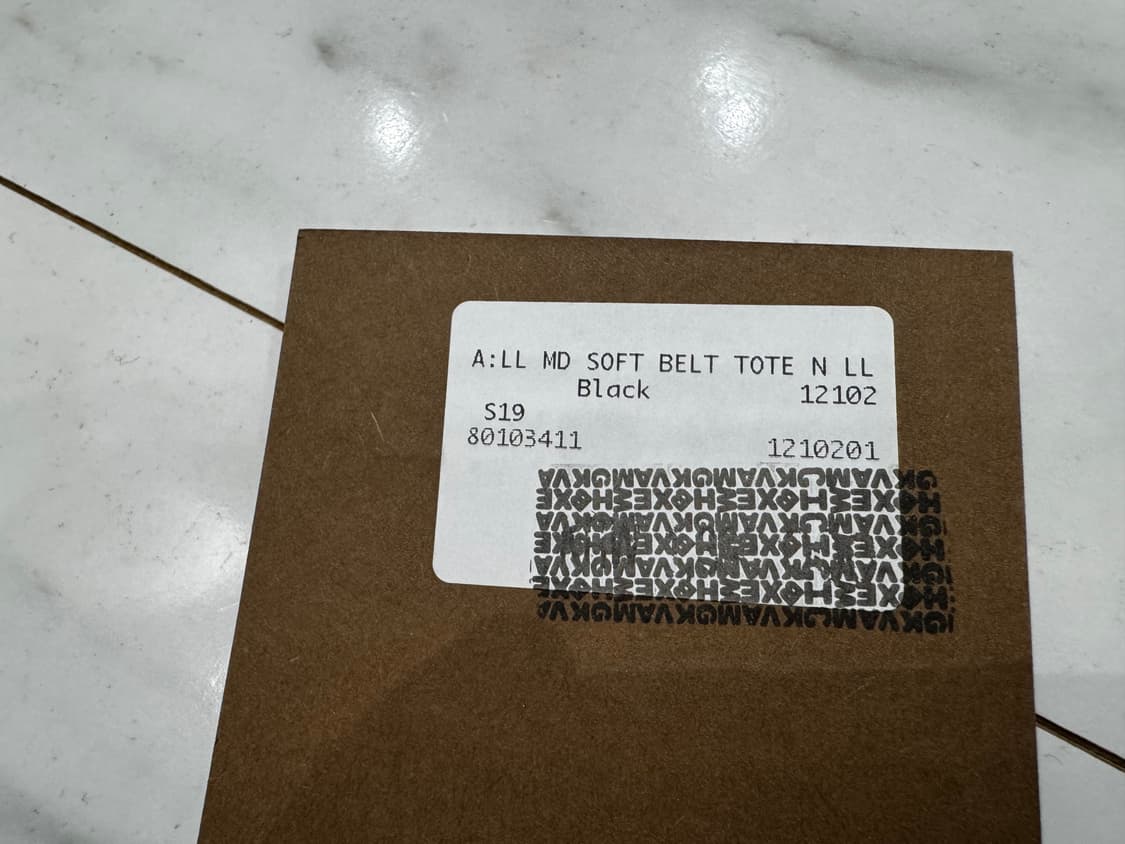 A:LL MD SOFT BELT TOTE N LL
Black 12102
S19
80103411 1210201